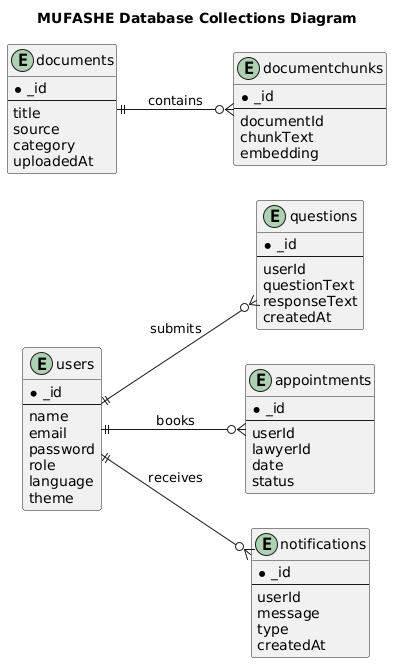 MUFASHE Database Collections Diagram
E documents
* _id
title
source
category
uploadedAt
contains
E documentchunks
* _id
documentId
chunkText
embedding
E questions
* _id
userId
questionText
responseText
createdAt
submits
E users
* _id
name
email
password
role
language
theme
books
E appointments
* _id
userId
lawyerId
date
status
receives
E notifications
* _id
userId
message
type
createdAt